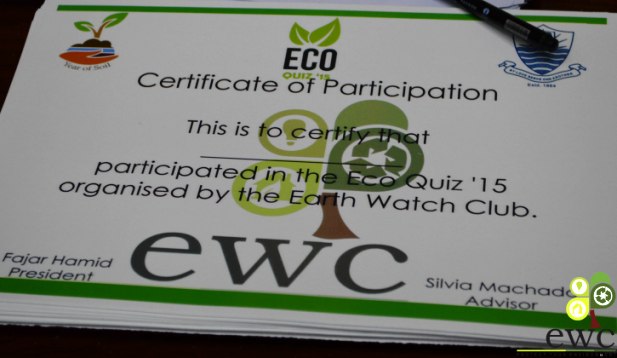 Year of Soil
ECO
QUIZ '15
Certificate of Participation
This is to certify that
participated in the Eco Quiz '15
organised by the Earth Watch Club.
ewc
Fajar Hamid
President
Silvia Machado
Advisor
ewc